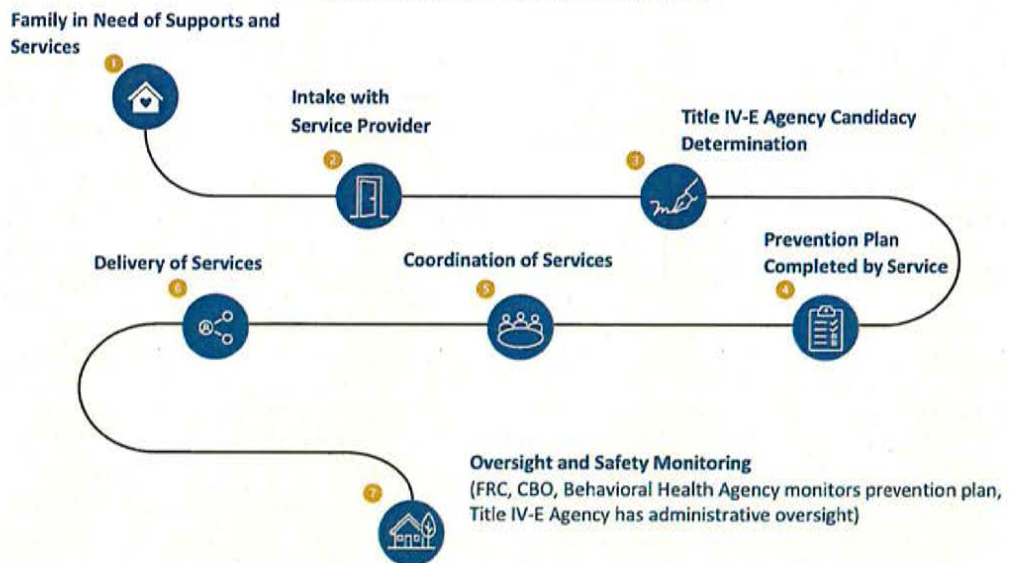 Family in Need of Supports and
Services
1
Intake with
Service Provider
2
Title IV-E Agency Candidacy
Determination
3
Prevention Plan
Completed by Service
4
Coordination of Services
5
Delivery of Services
6
7
Oversight and Safety Monitoring
(FRC, CBO, Behavioral Health Agency monitors prevention plan,
Title IV-E Agency has administrative oversight)